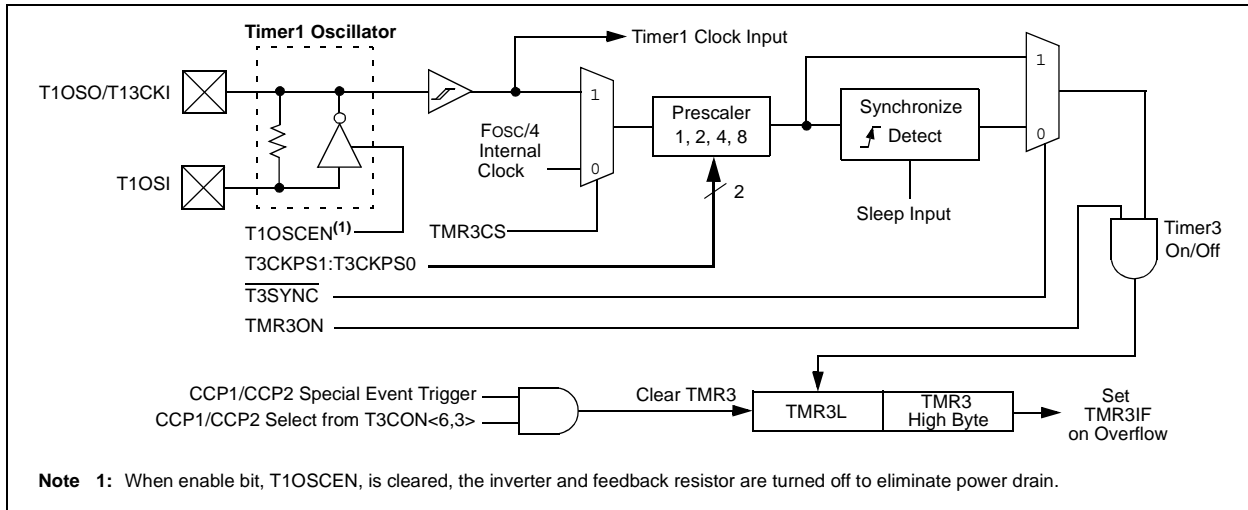 Timer1 Oscillator
Timer1 Clock Input
T1OSO/T13CKI
T1OSI
1
0
FOSC/4
Internal
Clock
Prescaler
1, 2, 4, 8
2
Synchronize
Detect
Sleep Input
1
0
T1OSCEN(1)
TMR3CS
T3CKPS1:T3CKPS0
T3SYNC
TMR3ON
Timer3
On/Off
CCP1/CCP2 Special Event Trigger
CCP1/CCP2 Select from T3CON<6,3>
Clear TMR3
TMR3L
TMR3
High Byte
Set
TMR3IF
on Overflow
Note 1: When enable bit, T1OSCEN, is cleared, the inverter and feedback resistor are turned off to eliminate power drain.